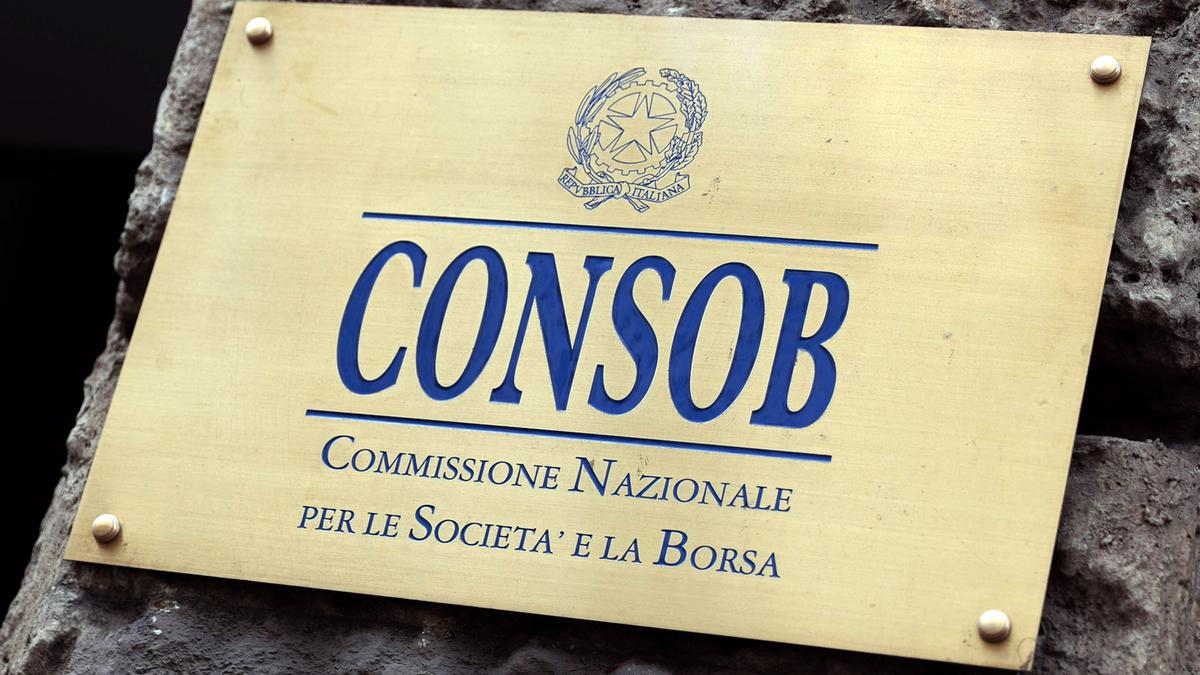 REPVBBLICA ITALIANA
CONSOB
COMMISSIONE NAZIONALE
PER LE SOCIETA' E LA BORSA